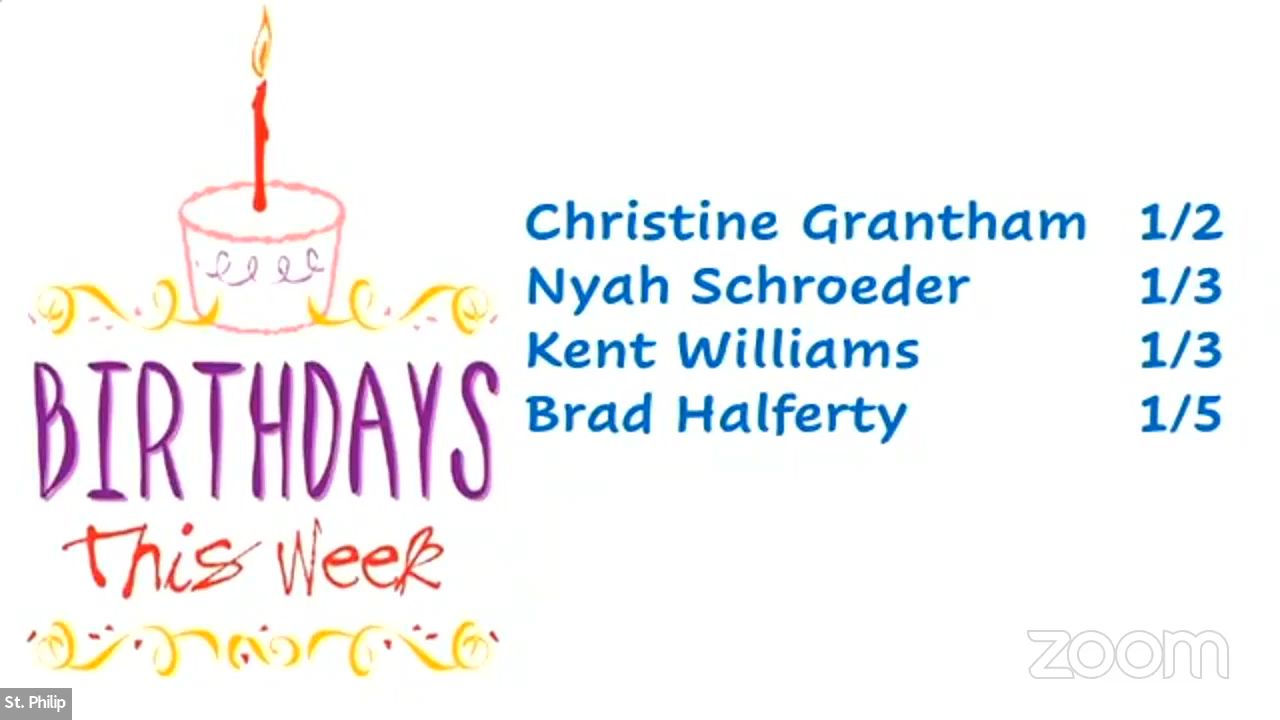 BIRTHDAYS
This Week
Christine Grantham 1/2
Nyah Schroeder 1/3
Kent Williams 1/3
Brad Halferty 1/5
zoom
St. Philip